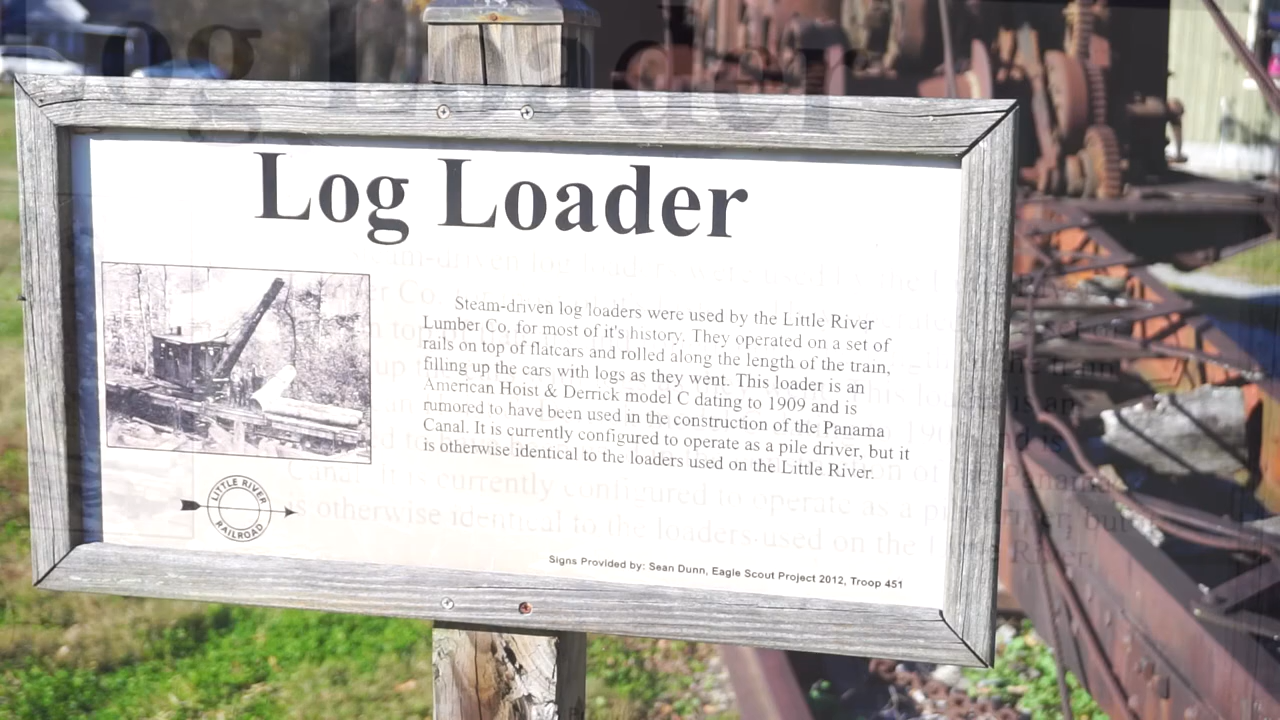 Log Loader
Steam-driven log loaders were used by the Little River
Lumber Co. for most of it's history. They operated on a set of
rails on top of flatcars and rolled along the length of the train,
filling up the cars with logs as they went. This loader is an
American Hoist & Derrick model C dating to 1909 and is
rumored to have been used in the construction of the Panama
Canal. It is currently configured to operate as a pile driver, but it
is otherwise identical to the loaders used on the Little River.
LITTLE RIVER
RAILROAD
Signs Provided by: Sean Dunn, Eagle Scout Project 2012, Troop 451